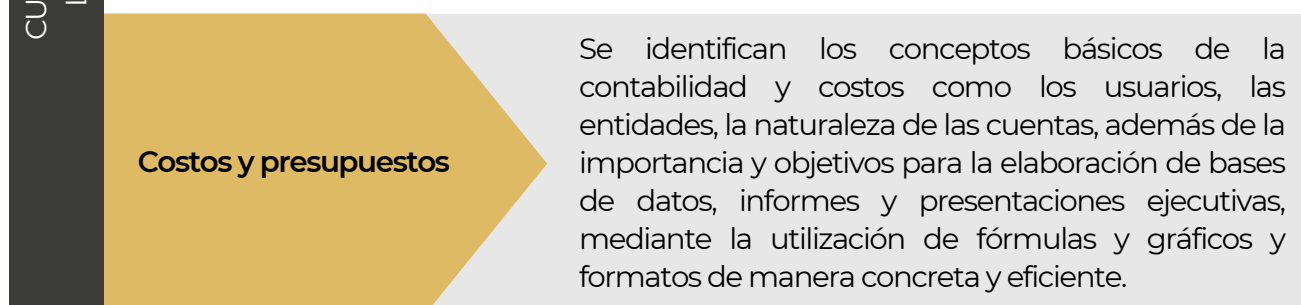 CU
Costos y presupuestos
Se identifican los conceptos básicos de la
contabilidad y costos como los usuarios, las
entidades, la naturaleza de las cuentas, además de la
importancia y objetivos para la elaboración de bases
de datos, informes y presentaciones ejecutivas,
mediante la utilización de fórmulas y gráficos y
formatos de manera concreta y eficiente.